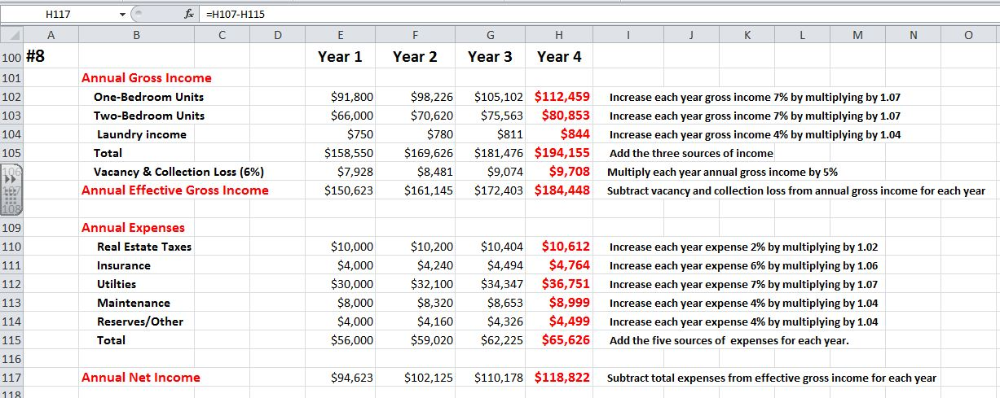 H117 fx =H107-H115
A B C D E F G H I J K L M N O
100 #8 Year 1 Year 2 Year 3 Year 4
101 Annual Gross Income
102 One-Bedroom Units $91,800 $98,226 $105,102 $112,459 Increase each year gross income 7% by multiplying by 1.07
103 Two-Bedroom Units $66,000 $70,620 $75,563 $80,853 Increase each year gross income 7% by multiplying by 1.07
104 Laundry income $750 $780 $811 $844 Increase each year gross income 4% by multiplying by 1.04
105 Total $158,550 $169,626 $181,476 $194,155 Add the three sources of income
106 Vacancy & Collection Loss (6%) $7,928 $8,481 $9,074 $9,708 Multiply each year annual gross income by 5%
107 Annual Effective Gross Income $150,623 $161,145 $172,403 $184,448 Subtract vacancy and collection loss from annual gross income for each year
108
109 Annual Expenses
110 Real Estate Taxes $10,000 $10,200 $10,404 $10,612 Increase each year expense 2% by multiplying by 1.02
111 Insurance $4,000 $4,240 $4,494 $4,764 Increase each year expense 6% by multiplying by 1.06
112 Utilties $30,000 $32,100 $34,347 $36,751 Increase each year expense 7% by multiplying by 1.07
113 Maintenance $8,000 $8,320 $8,653 $8,999 Increase each year expense 4% by multiplying by 1.04
114 Reserves/Other $4,000 $4,160 $4,326 $4,499 Increase each year expense 4% by multiplying by 1.04
115 Total $56,000 $59,020 $62,225 $65,626 Add the five sources of expenses for each year.
116
117 Annual Net Income $94,623 $102,125 $110,178 $118,822 Subtract total expenses from effective gross income for each year
118